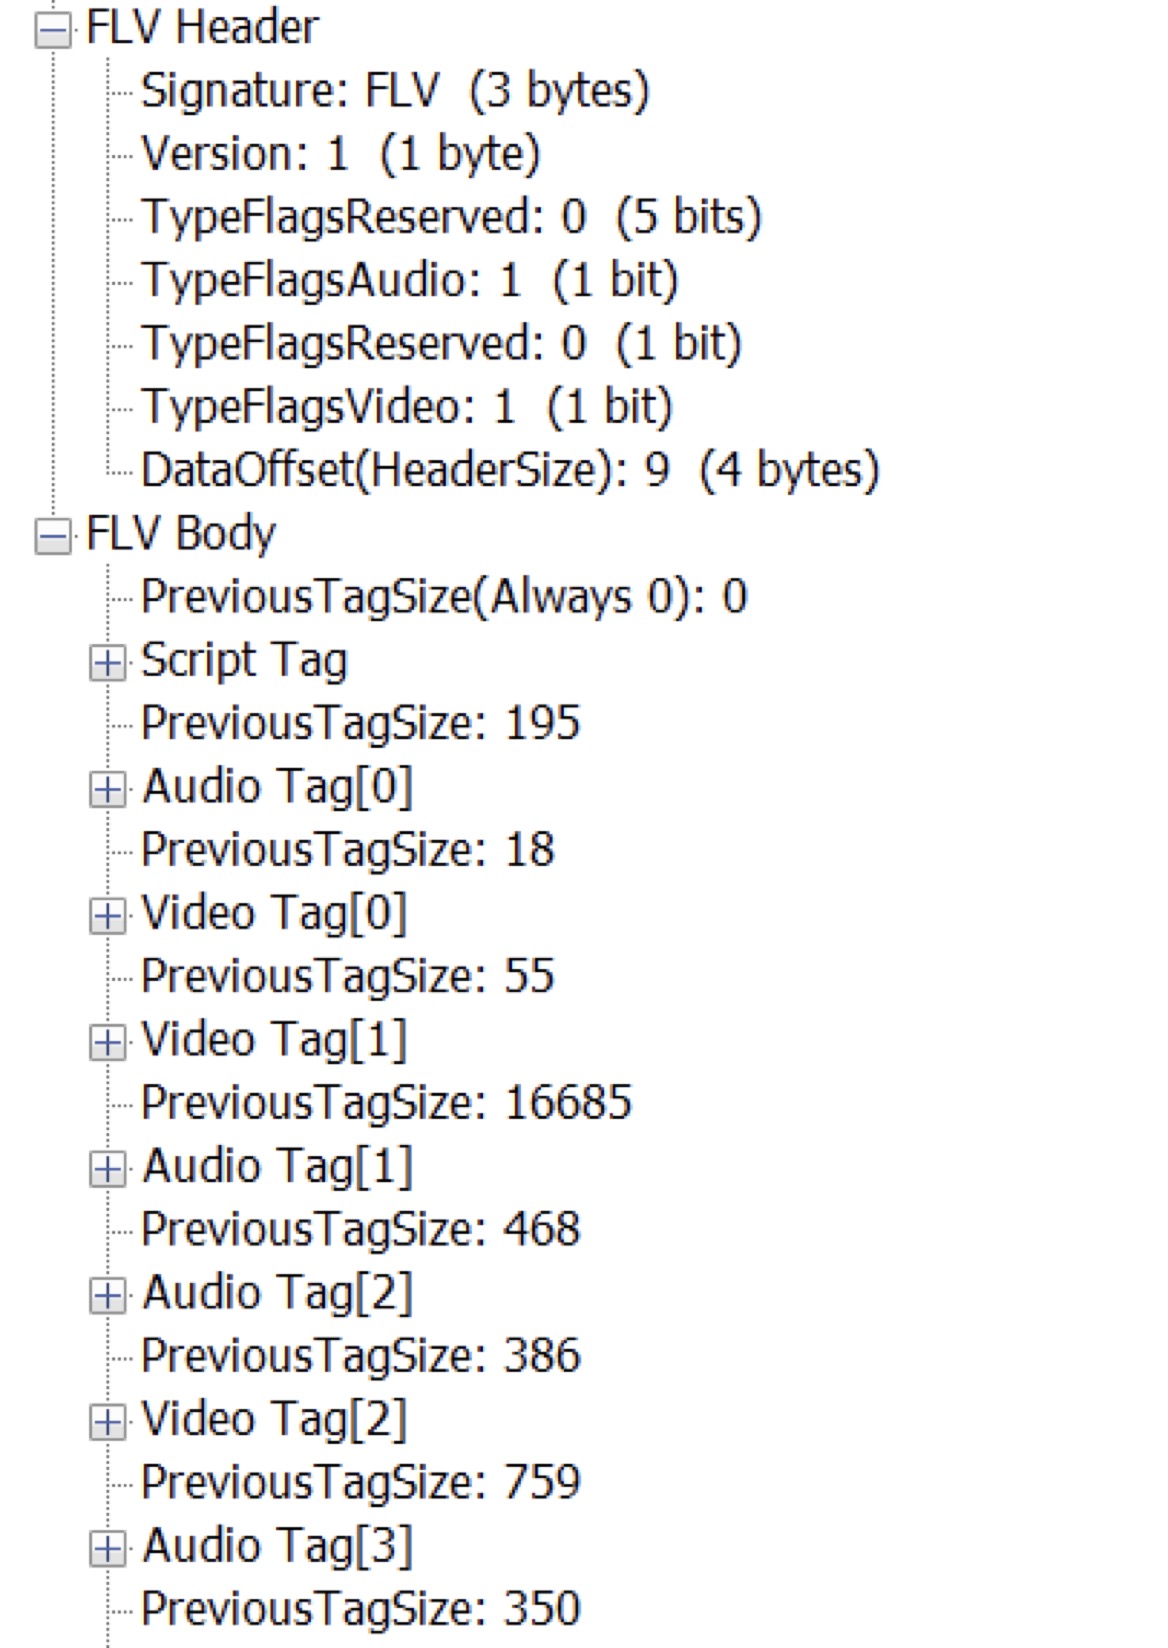 FLV Header
Signature: FLV  (3 bytes)
Version: 1  (1 byte)
TypeFlagsReserved: 0  (5 bits)
TypeFlagsAudio: 1  (1 bit)
TypeFlagsReserved: 0  (1 bit)
TypeFlagsVideo: 1  (1 bit)
DataOffset(HeaderSize): 9  (4 bytes)
FLV Body
PreviousTagSize(Always 0): 0
Script Tag
PreviousTagSize: 195
Audio Tag[0]
PreviousTagSize: 18
Video Tag[0]
PreviousTagSize: 55
Video Tag[1]
PreviousTagSize: 16685
Audio Tag[1]
PreviousTagSize: 468
Audio Tag[2]
PreviousTagSize: 386
Video Tag[2]
PreviousTagSize: 759
Audio Tag[3]
PreviousTagSize: 350